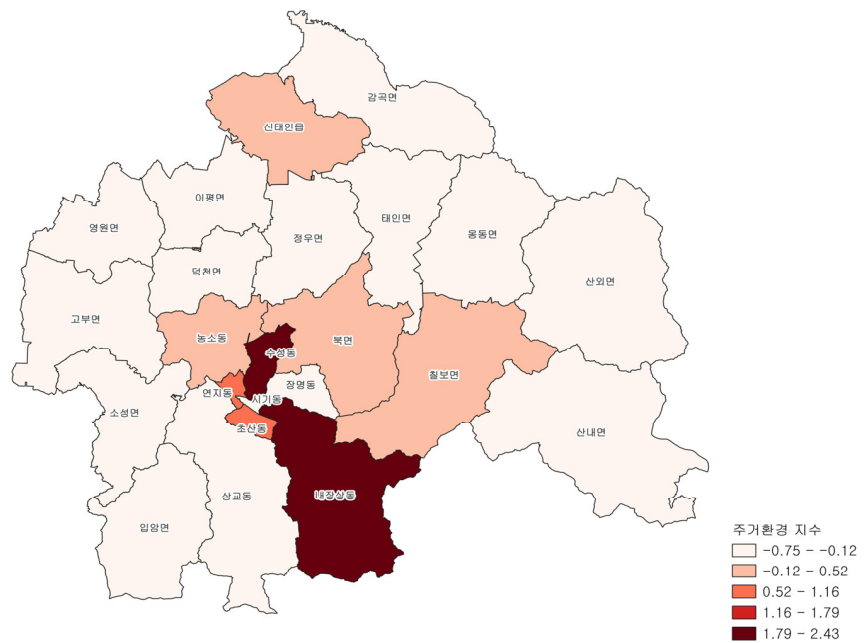 감곡면
신태인읍
이평면
태인면
영원면
정우면
옹동면
덕천면
산외면
고부면
농소동
북면
수성동
칠보면
장명동
연지동
시기동
소성면
초산동
산내면
상교동
내장상동
입암면
주거환경 지수
-0.75 - -0.12
-0.12 - 0.52
0.52 - 1.16
1.16 - 1.79
1.79 - 2.43